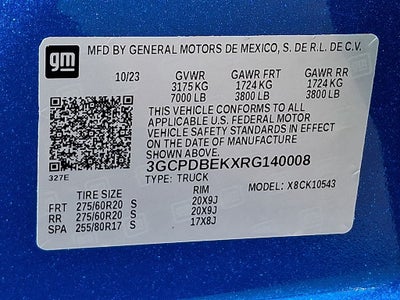 gm
MFD BY GENERAL MOTORS DE MEXICO, S. DE R.L. DE C.V.
10/23 GVWR GAWR FRT GAWR RR
3175 KG 1724 KG 1724 KG
7000 LB 3800 LB 3800 LB
THIS VEHICLE CONFORMS TO ALL
APPLICABLE U.S. FEDERAL MOTOR
VEHICLE SAFETY STANDARDS IN EFFECT
ON THE DATE OF MANUFACTURE
SHOWN ABOVE.
3GCPDBEKXRG140008
327E TYPE: TRUCK
MODEL: X8CK10543
TIRE SIZE RIM
FRT 275/60R20 S 20X9J
RR 275/60R20 S 20X9J
SPA 255/80R17 S 17X8J